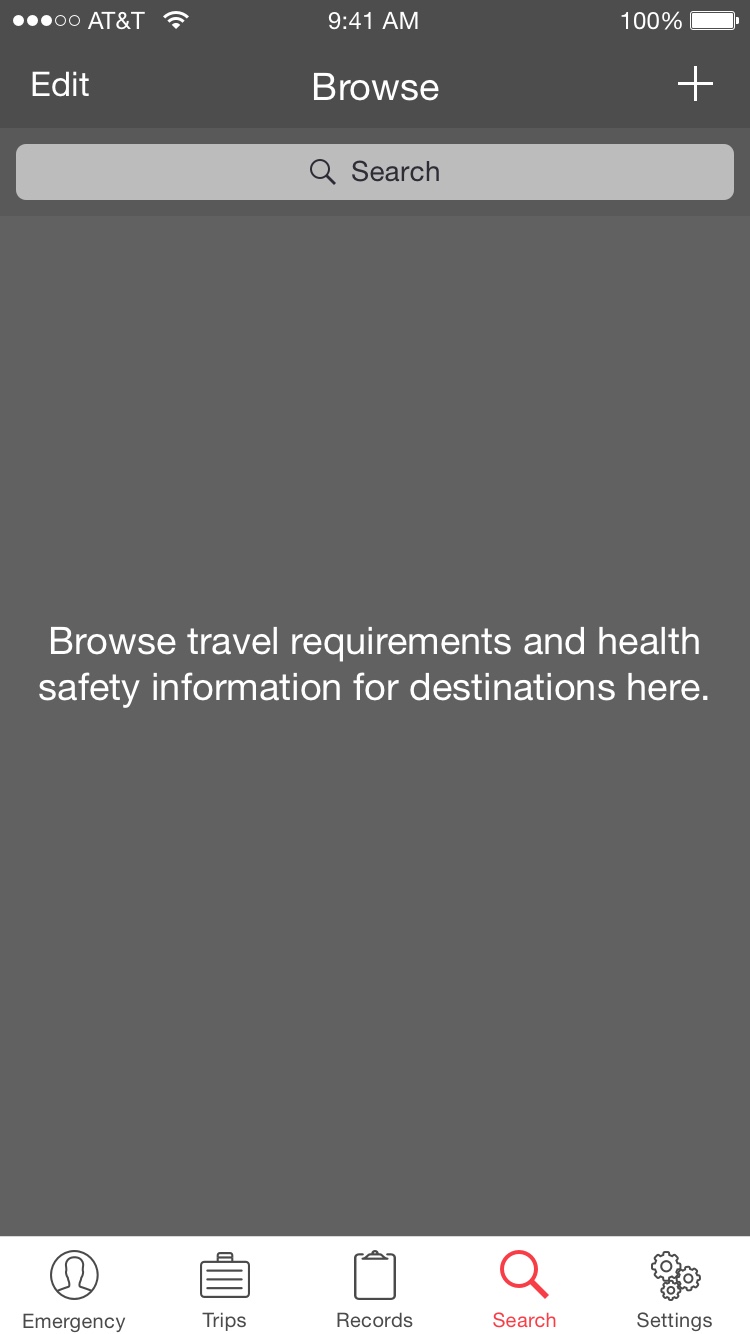 AT&T 9:41 AM 100%
Edit Browse
Search
Browse travel requirements and health
safety information for destinations here.
Emergency Trips Records Search Settings